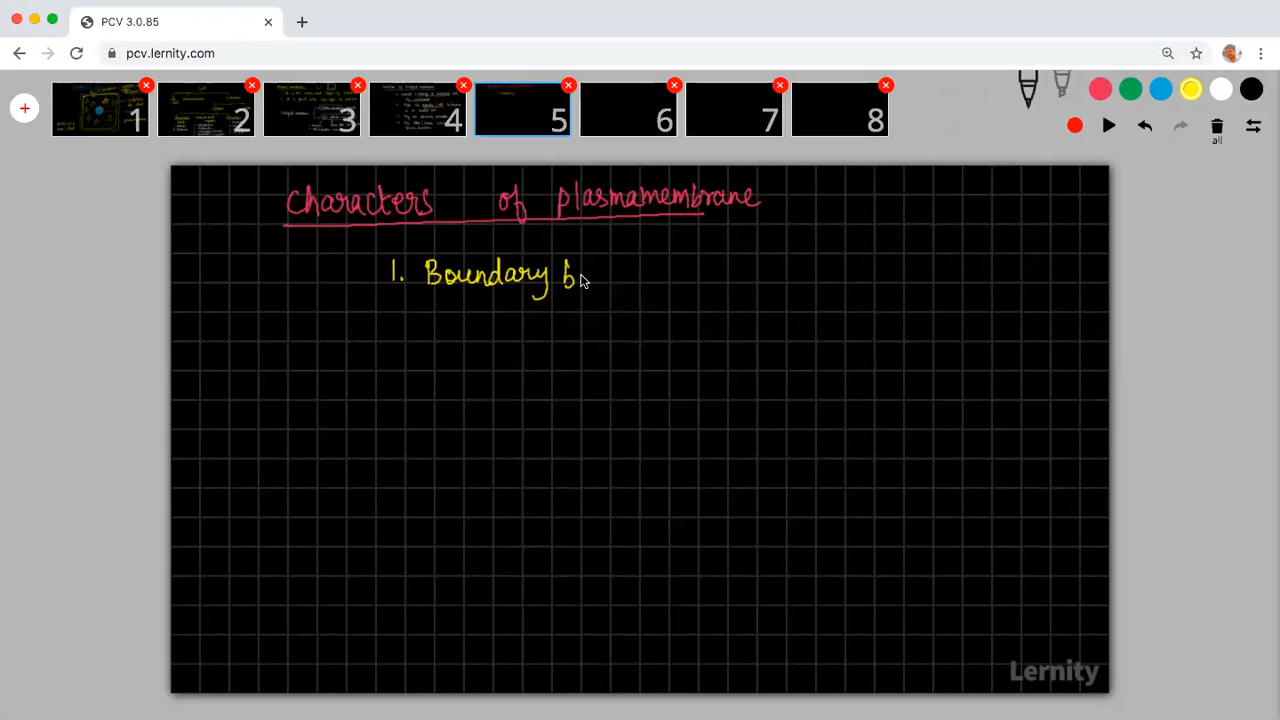 PCV 3.0.85
pcv.lernity.com
1
2
3
4
5
6
7
8
all
characters of plasmamembrane
1. Boundary b
Lernity